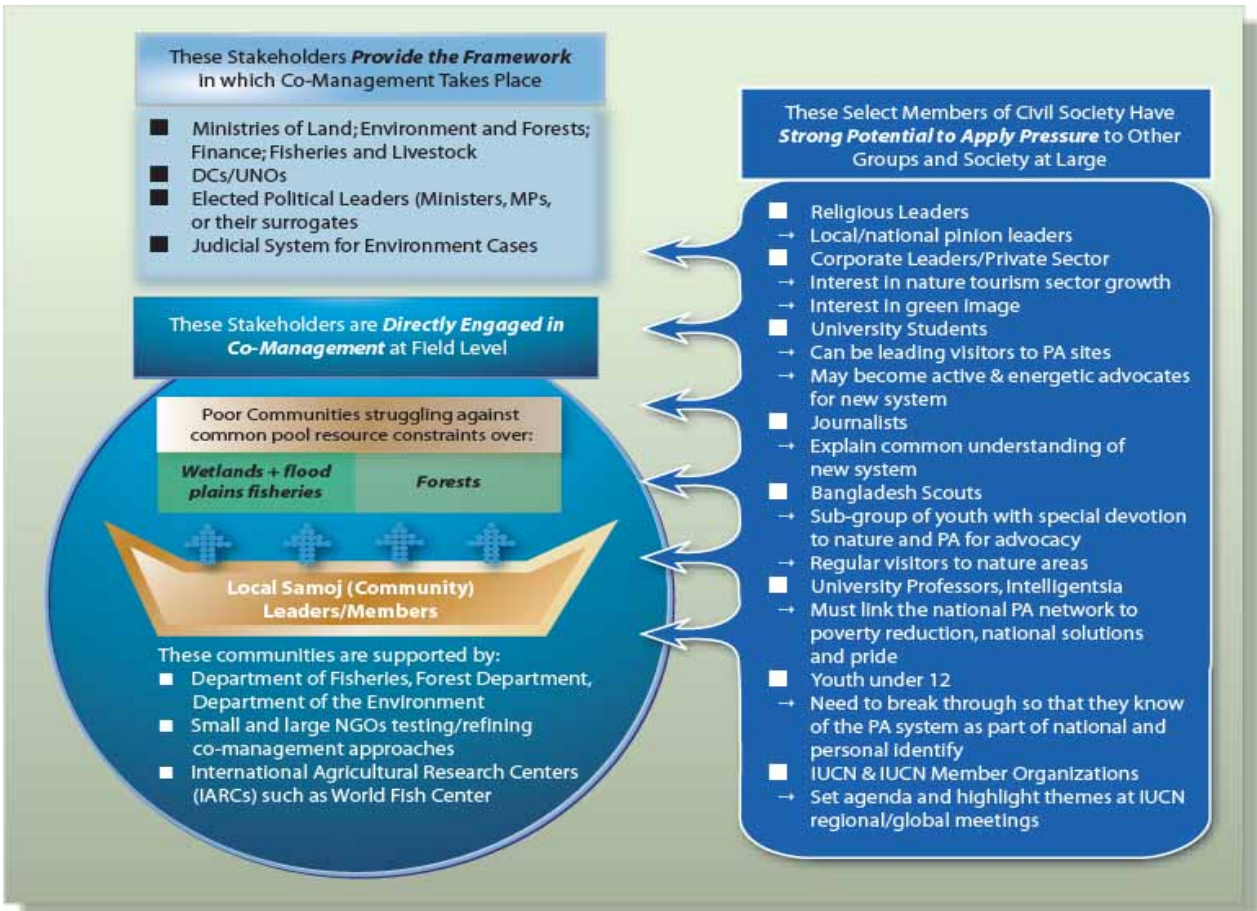 These Stakeholders Provide the Framework
in which Co-Management Takes Place
■ Ministries of Land; Environment and Forests;
Finance; Fisheries and Livestock
■ DCs/UNOs
■ Elected Political Leaders (Ministers, MPs,
or their surrogates
■ Judicial System for Environment Cases
These Stakeholders are Directly Engaged in
Co-Management at Field Level
Poor Communities struggling against
common pool resource constraints over:
Wetlands + flood
plains fisheries
Forests
Local Samoj (Community)
Leaders/Members
These communities are supported by:
■ Department of Fisheries, Forest Department,
Department of the Environment
■ Small and large NGOs testing/refining
co-management approaches
■ International Agricultural Research Centers
(IARCs) such as World Fish Center
These Select Members of Civil Society Have
Strong Potential to Apply Pressure to Other
Groups and Society at Large
■ Religious Leaders
→ Local/national pinion leaders
■ Corporate Leaders/Private Sector
→ Interest in nature tourism sector growth
→ Interest in green image
■ University Students
→ Can be leading visitors to PA sites
→ May become active & energetic advocates
for new system
■ Journalists
→ Explain common understanding of
new system
■ Bangladesh Scouts
→ Sub-group of youth with special devotion
to nature and PA for advocacy
→ Regular visitors to nature areas
■ University Professors, Intelligentsia
→ Must link the national PA network to
poverty reduction, national solutions
and pride
■ Youth under 12
→ Need to break through so that they know
of the PA system as part of national and
personal identify
■ IUCN & IUCN Member Organizations
→ Set agenda and highlight themes at IUCN
regional/global meetings